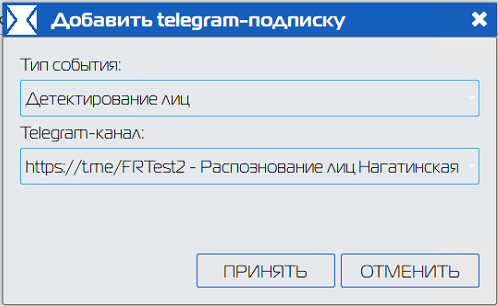 Добавить telegram-подписку
Тип события:
Детектирование лиц
Telegram-канал:
https://t.me/FRTest2 - Распознование лиц Нагатинская
ПРИНЯТЬ
ОТМЕНИТЬ